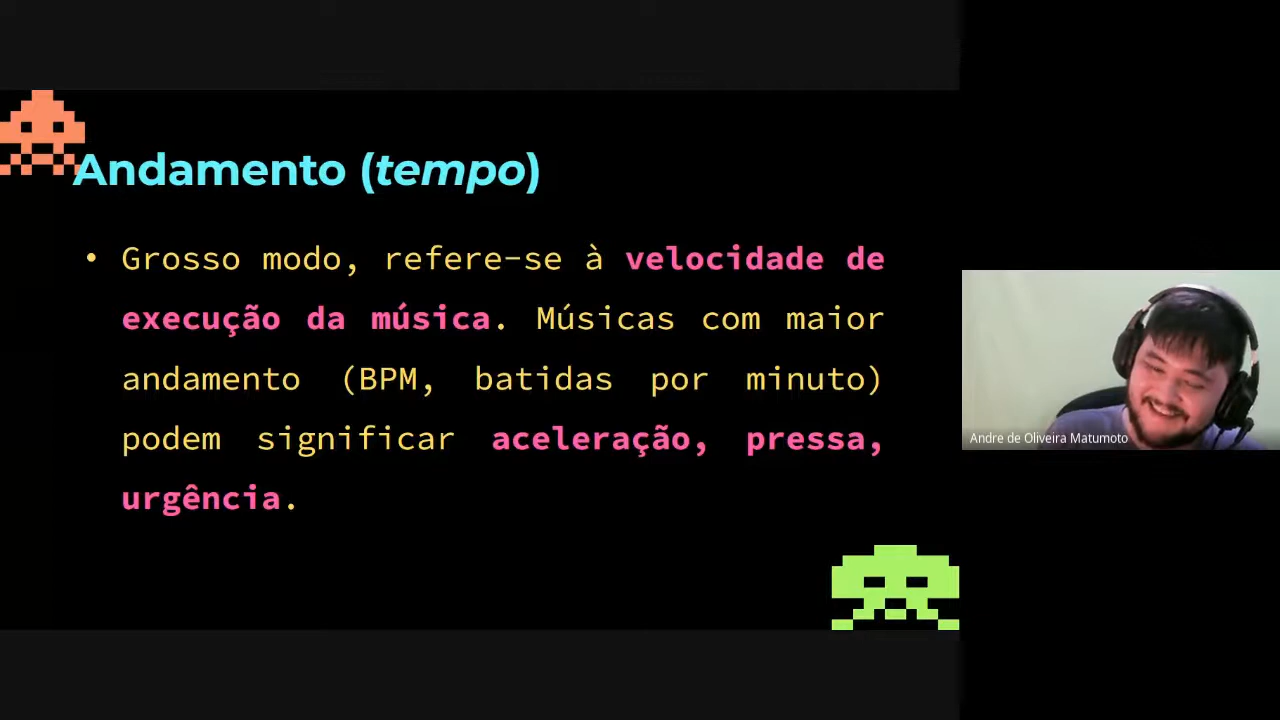 Andamento (tempo)
• Grosso modo, refere-se à velocidade de
execução da música. Músicas com maior
andamento (BPM, batidas por minuto)
podem significar aceleração, pressa,
urgência.
Andre de Oliveira Matumoto